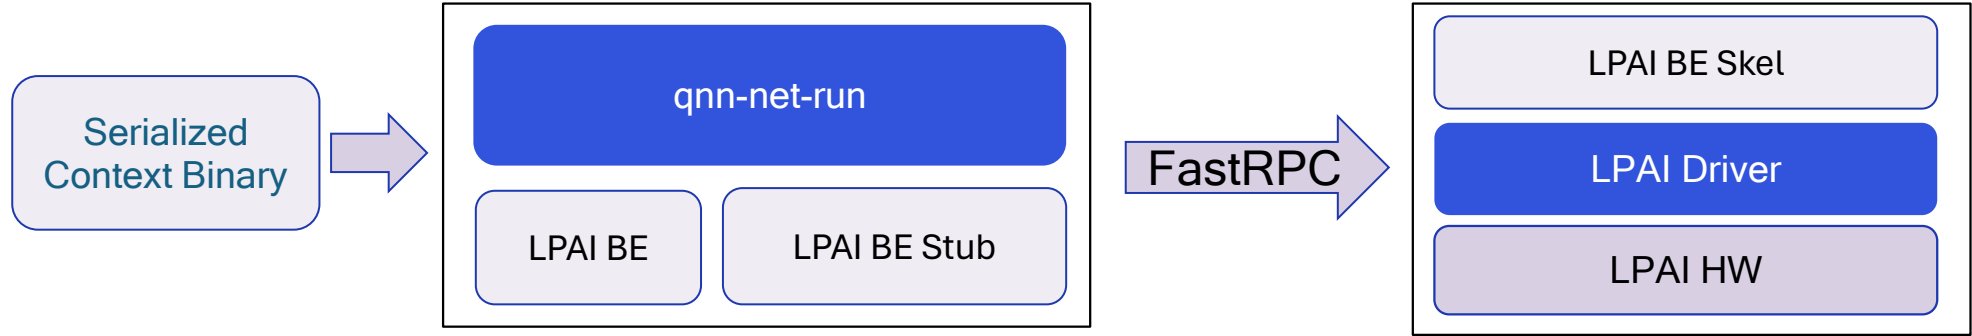 Serialized
Context Binary
qnn-net-run
LPAI BE
LPAI BE Stub
FastRPC
LPAI BE Skel
LPAI Driver
LPAI HW